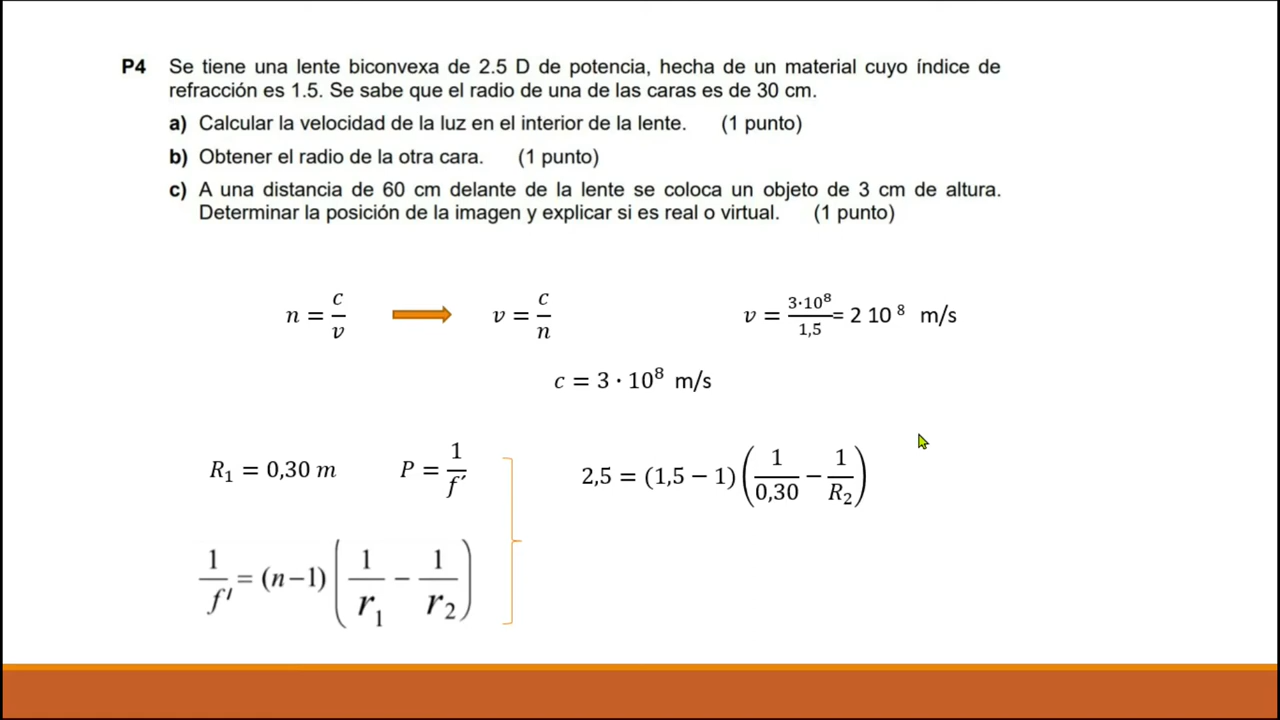 P4 Se tiene una lente biconvexa de 2.5 D de potencia, hecha de un material cuyo índice de
refracción es 1.5. Se sabe que el radio de una de las caras es de 30 cm.
a) Calcular la velocidad de la luz en el interior de la lente. (1 punto)
b) Obtener el radio de la otra cara. (1 punto)
c) A una distancia de 60 cm delante de la lente se coloca un objeto de 3 cm de altura.
Determinar la posición de la imagen y explicar si es real o virtual. (1 punto)
n = c/v v = c/n v = 3·10⁸/1,5 = 2 10⁸ m/s
c = 3 · 10⁸ m/s
R₁ = 0,30 m P = 1/f′ 2,5 = (1,5 − 1)(1/0,30 − 1/R₂)
1/f′ = (n−1)(1/r₁ − 1/r₂)